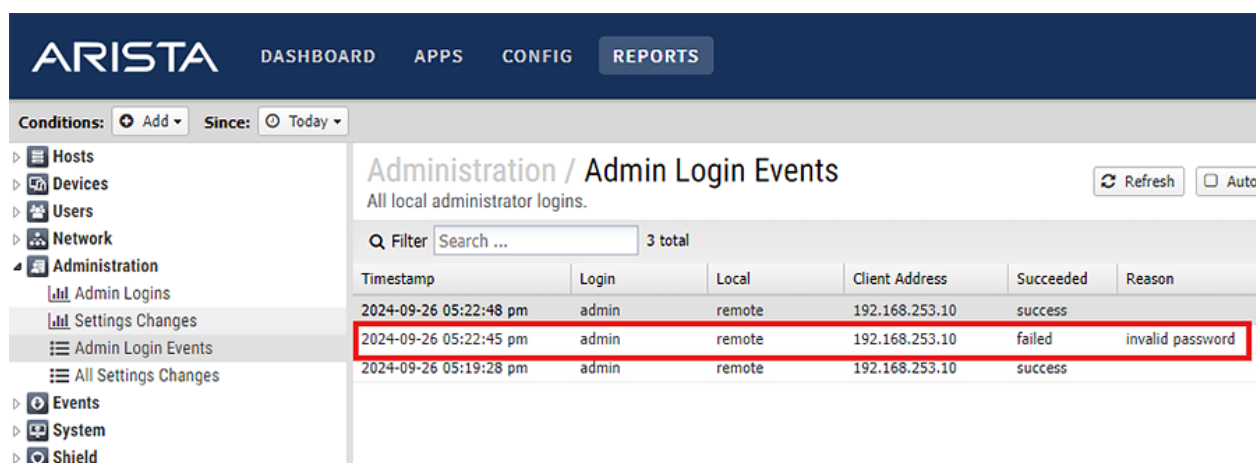 ARISTA DASHBOARD APPS CONFIG REPORTS
Conditions: Add Since: Today
Hosts
Devices
Users
Network
Administration
Admin Logins
Settings Changes
Admin Login Events
All Settings Changes
Events
System
Shield
Administration / Admin Login Events
All local administrator logins.
Refresh Auto
Filter Search ... 3 total
Timestamp Login Local Client Address Succeeded Reason
2024-09-26 05:22:48 pm admin remote 192.168.253.10 success
2024-09-26 05:22:45 pm admin remote 192.168.253.10 failed invalid password
2024-09-26 05:19:28 pm admin remote 192.168.253.10 success